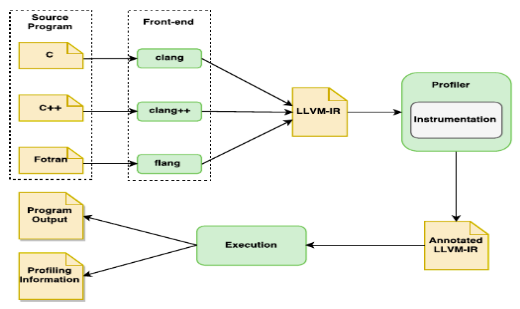 Source
Program
Front-end
C
clang
C++
clang++
Fotran
flang
LLVM-IR
Profiler
Instrumentation
Program
Output
Execution
Annotated
LLVM-IR
Profiling
Information